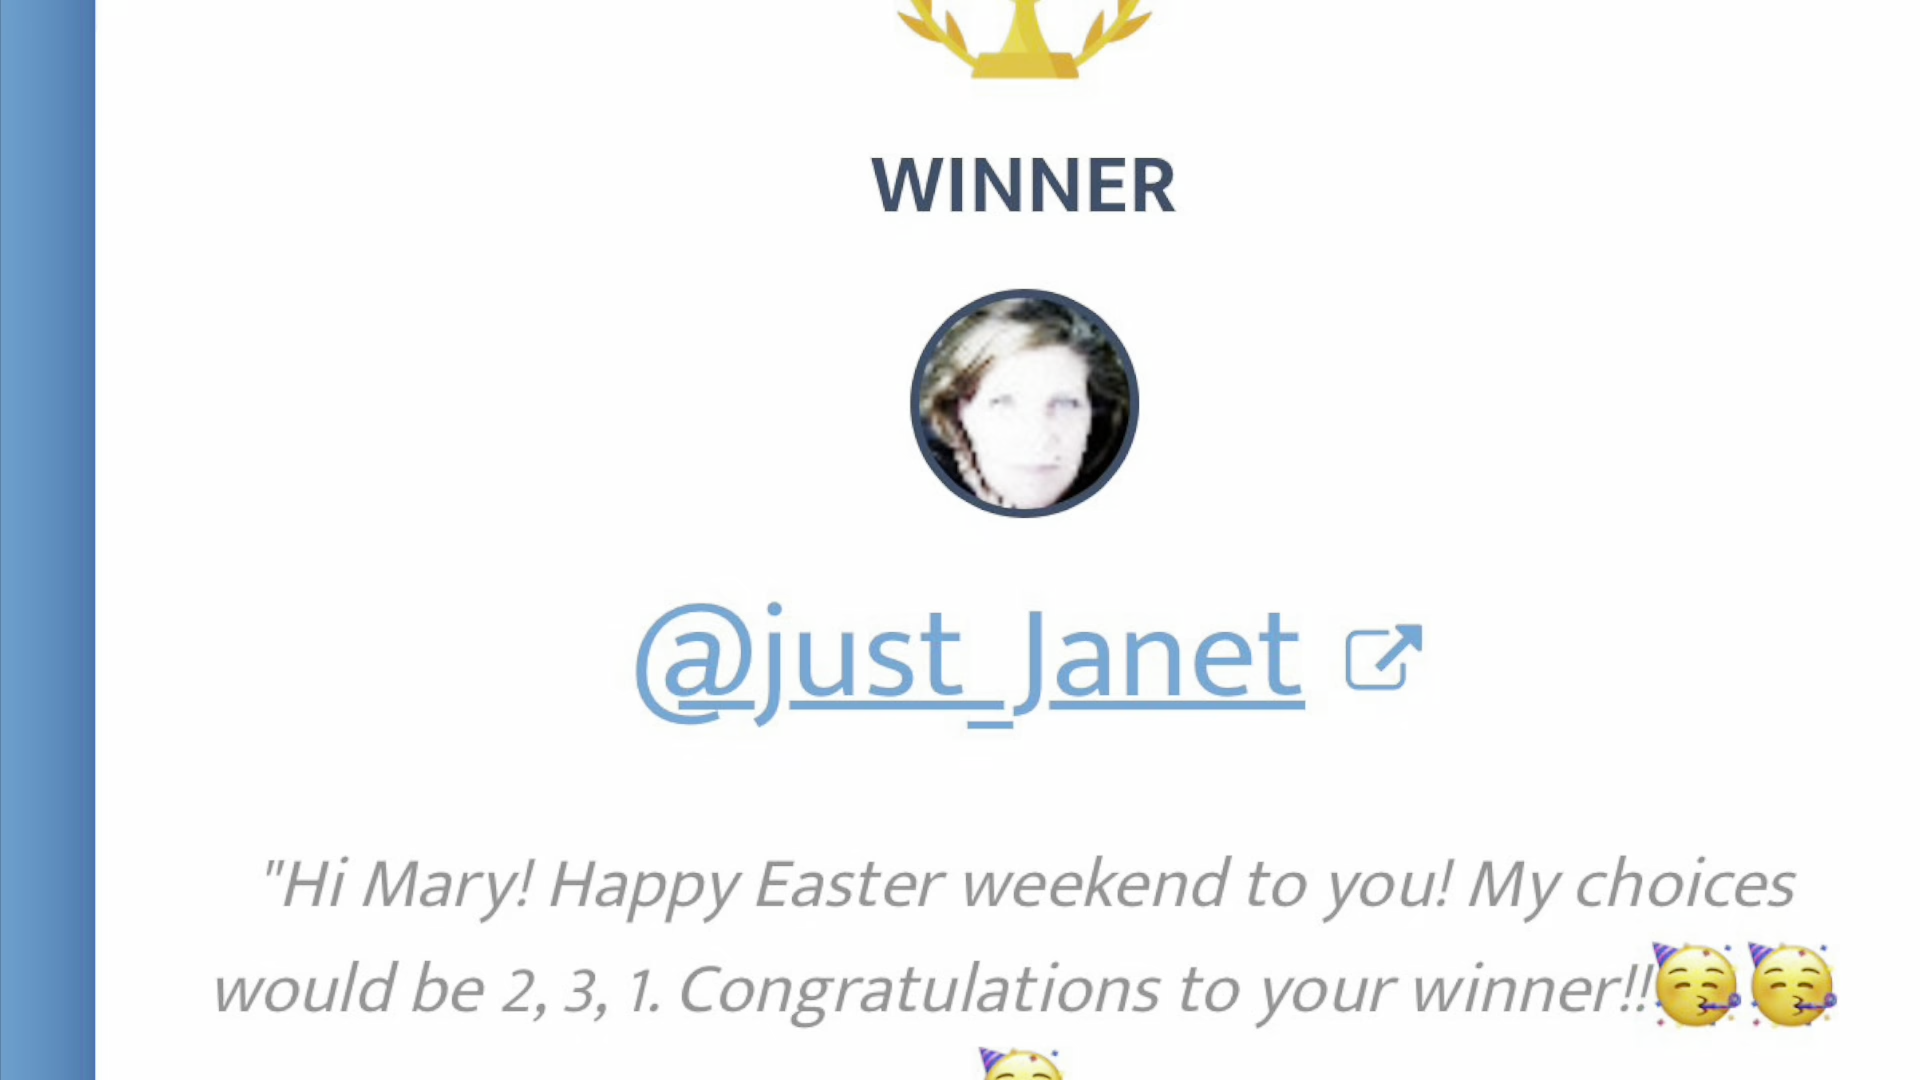 WINNER
@just_Janet
"Hi Mary! Happy Easter weekend to you! My choices
would be 2, 3, 1. Congratulations to your winner!!🥳🥳
🥳